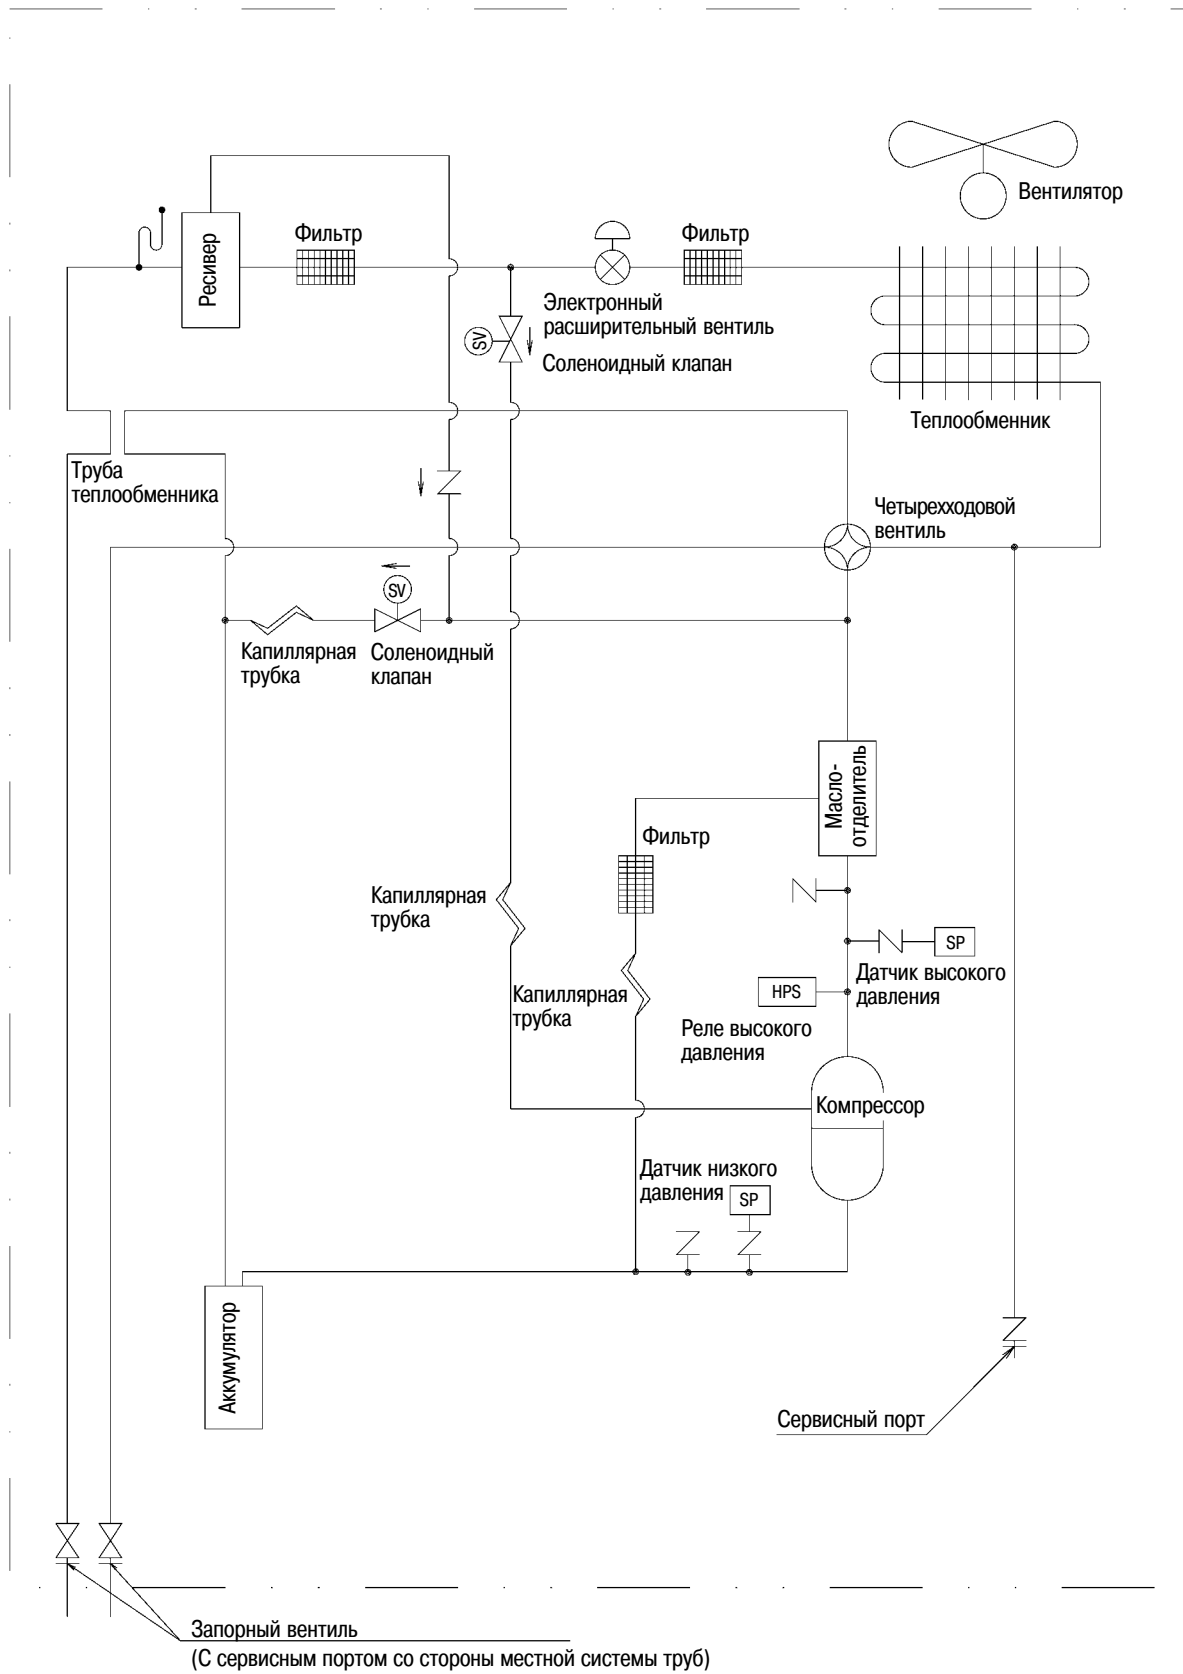 Вентилятор
Ресивер
Фильтр
Фильтр
Электронный
расширительный вентиль
SV
Соленоидный клапан
Теплообменник
Труба
теплообменника
Четырехходовой
вентиль
SV
Капиллярная
трубка
Соленоидный
клапан
Масло-
отделитель
Фильтр
Капиллярная
трубка
SP
Датчик высокого
давления
HPS
Капиллярная
трубка
Реле высокого
давления
Компрессор
Датчик низкого
давления
SP
Аккумулятор
Сервисный порт
Запорный вентиль
(С сервисным портом со стороны местной системы труб)